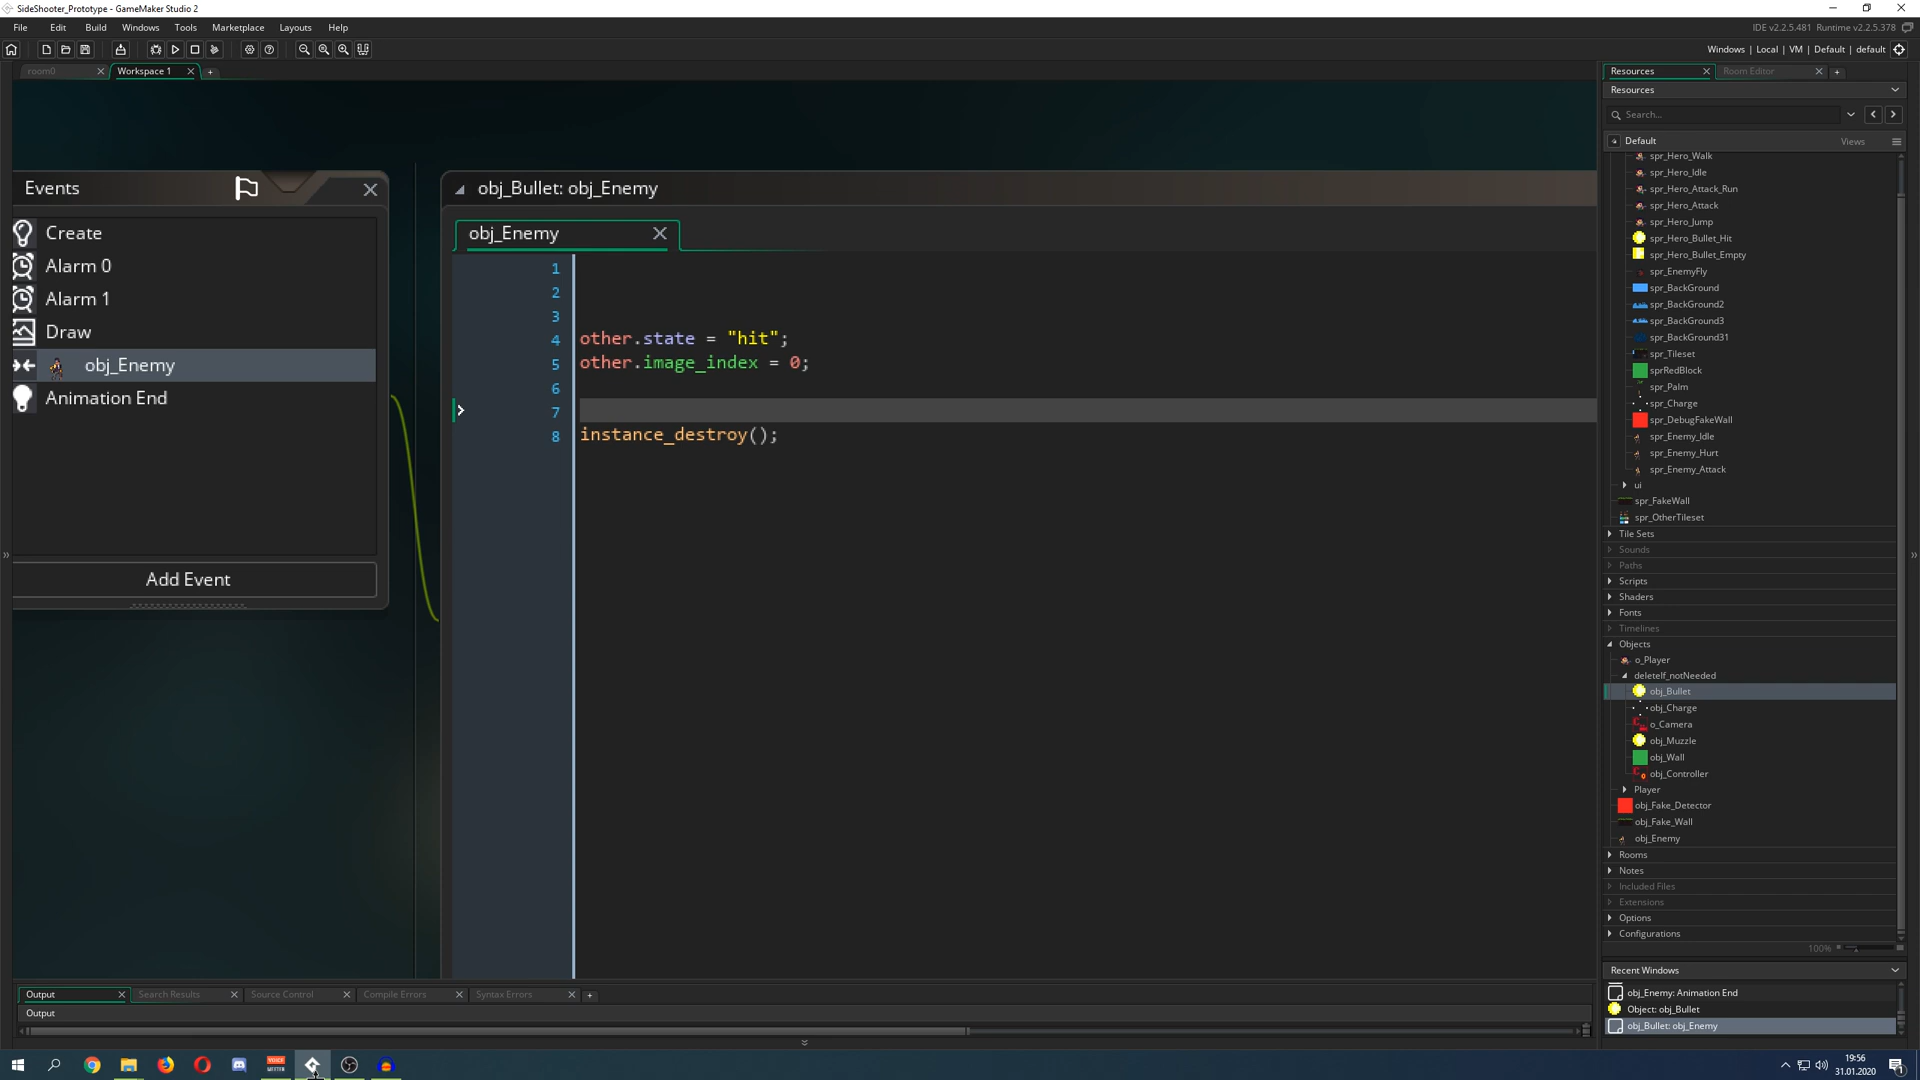 SideShooter_Prototype - GameMaker Studio 2
File Edit Build Windows Tools Marketplace Layouts Help
IDE v2.2.5.481 Runtime v2.2.5.378
Windows | Local | VM | Default | default
room0
Workspace 1
Resources
Room Editor
Resources
Search...
Default
Views
spr_Hero_Walk
spr_Hero_Idle
spr_Hero_Attack_Run
spr_Hero_Attack
spr_Hero_Jump
spr_Hero_Bullet_Hit
spr_Hero_Bullet_Empty
spr_EnemyFly
spr_BackGround
spr_BackGround2
spr_BackGround3
spr_BackGround31
spr_Tileset
sprRedBlock
spr_Palm
spr_Charge
spr_DebugFakeWall
spr_Enemy_Idle
spr_Enemy_Hurt
spr_Enemy_Attack
ui
spr_FakeWall
spr_OtherTileset
Tile Sets
Sounds
Paths
Scripts
Shaders
Fonts
Timelines
Objects
o_Player
deleteIf_notNeeded
obj_Bullet
obj_Charge
o_Camera
obj_Muzzle
obj_Wall
obj_Controller
Player
obj_Fake_Detector
obj_Fake_Wall
obj_Enemy
Rooms
Notes
Included Files
Extensions
Options
Configurations
100%
Recent Windows
obj_Enemy: Animation End
Object: obj_Bullet
obj_Bullet: obj_Enemy
Events
Create
Alarm 0
Alarm 1
Draw
obj_Enemy
Animation End
Add Event
obj_Bullet: obj_Enemy
obj_Enemy
1
2
3
4 other.state = "hit";
5 other.image_index = 0;
6
7
8 instance_destroy();
Output
Search Results
Source Control
Compile Errors
Syntax Errors
Output
19:56
31.01.2020